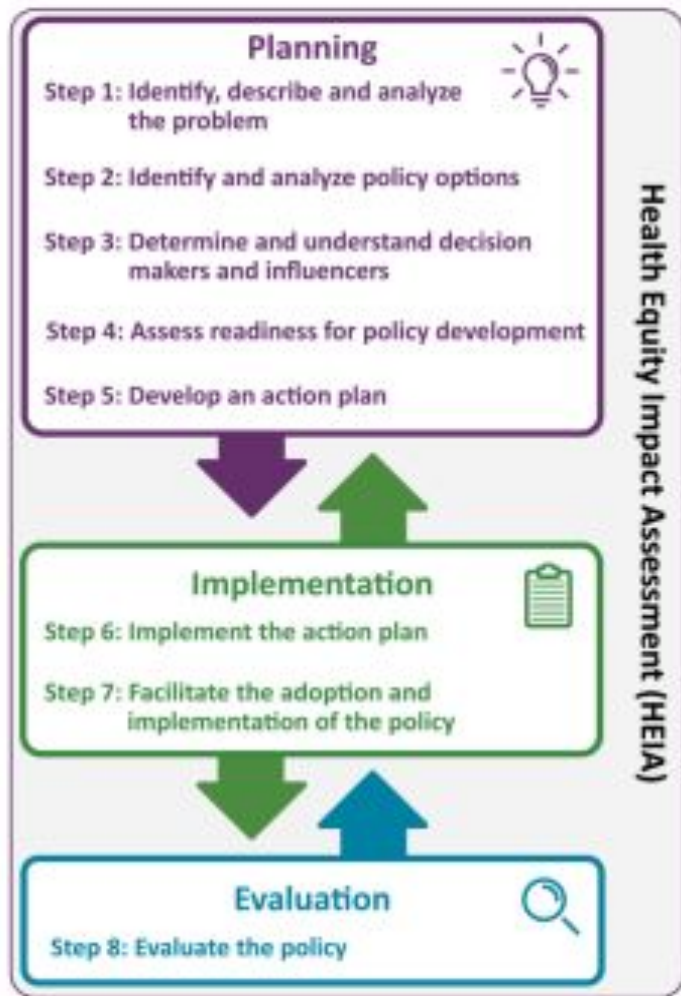 Planning
Step 1: Identify, describe and analyze
the problem
Step 2: Identify and analyze policy options
Step 3: Determine and understand decision
makers and influencers
Step 4: Assess readiness for policy development
Step 5: Develop an action plan
Implementation
Step 6: Implement the action plan
Step 7: Facilitate the adoption and
implementation of the policy
Evaluation
Step 8: Evaluate the policy
Health Equity Impact Assessment (HEIA)